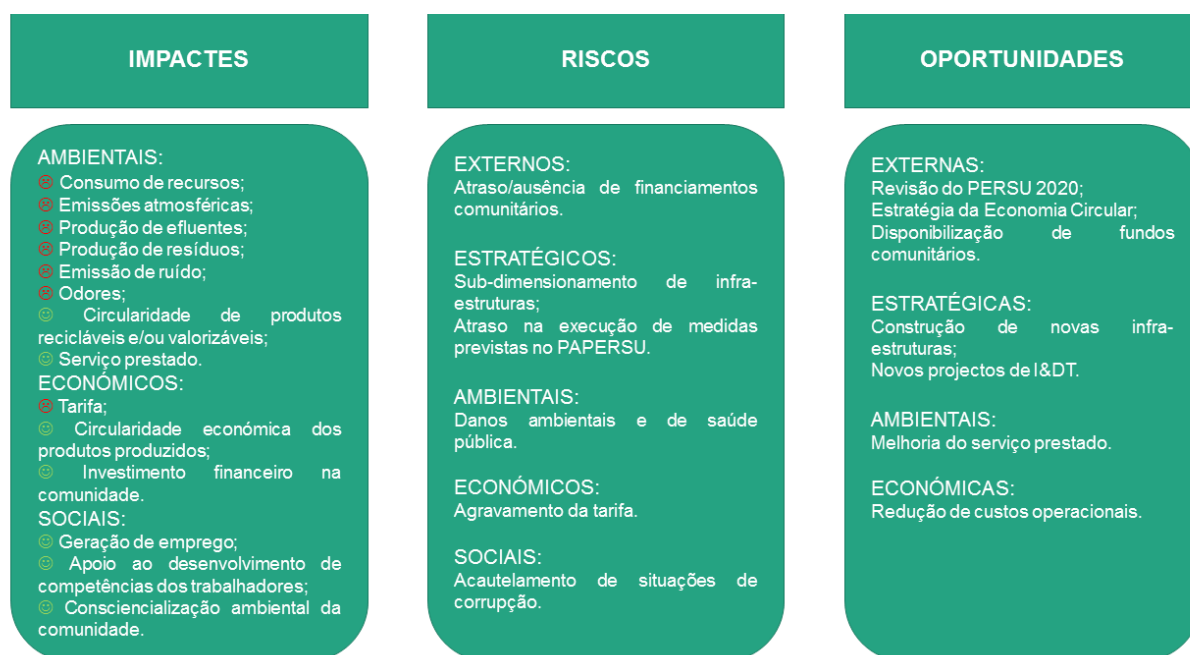 IMPACTES
AMBIENTAIS:
☹ Consumo de recursos;
☹ Emissões atmosféricas;
☹ Produção de efluentes;
☹ Produção de resíduos;
☹ Emissão de ruído;
☹ Odores;
☺ Circularidade de produtos
recicláveis e/ou valorizáveis;
☺ Serviço prestado.
ECONÓMICOS:
☹ Tarifa;
☺ Circularidade económica dos
produtos produzidos;
☺ Investimento financeiro na
comunidade.
SOCIAIS:
☺ Geração de emprego;
☺ Apoio ao desenvolvimento de
competências dos trabalhadores;
☺ Consciencialização ambiental da
comunidade.
RISCOS
EXTERNOS:
Atraso/ausência de financiamentos
comunitários.
ESTRATÉGICOS:
Sub-dimensionamento de infra-
estruturas;
Atraso na execução de medidas
previstas no PAPERSU.
AMBIENTAIS:
Danos ambientais e de saúde
pública.
ECONÓMICOS:
Agravamento da tarifa.
SOCIAIS:
Acautelamento de situações de
corrupção.
OPORTUNIDADES
EXTERNAS:
Revisão do PERSU 2020;
Estratégia da Economia Circular;
Disponibilização de fundos
comunitários.
ESTRATÉGICAS:
Construção de novas infra-
estruturas;
Novos projectos de I&DT.
AMBIENTAIS:
Melhoria do serviço prestado.
ECONÓMICAS:
Redução de custos operacionais.